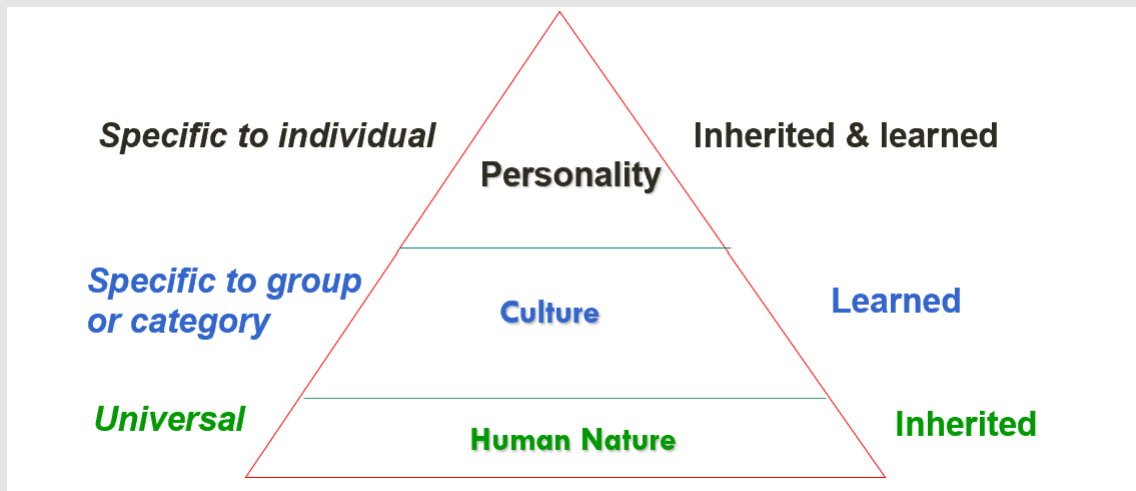 Specific to individual
Inherited & learned
Personality
Specific to group
or category
Learned
Culture
Universal
Inherited
Human Nature